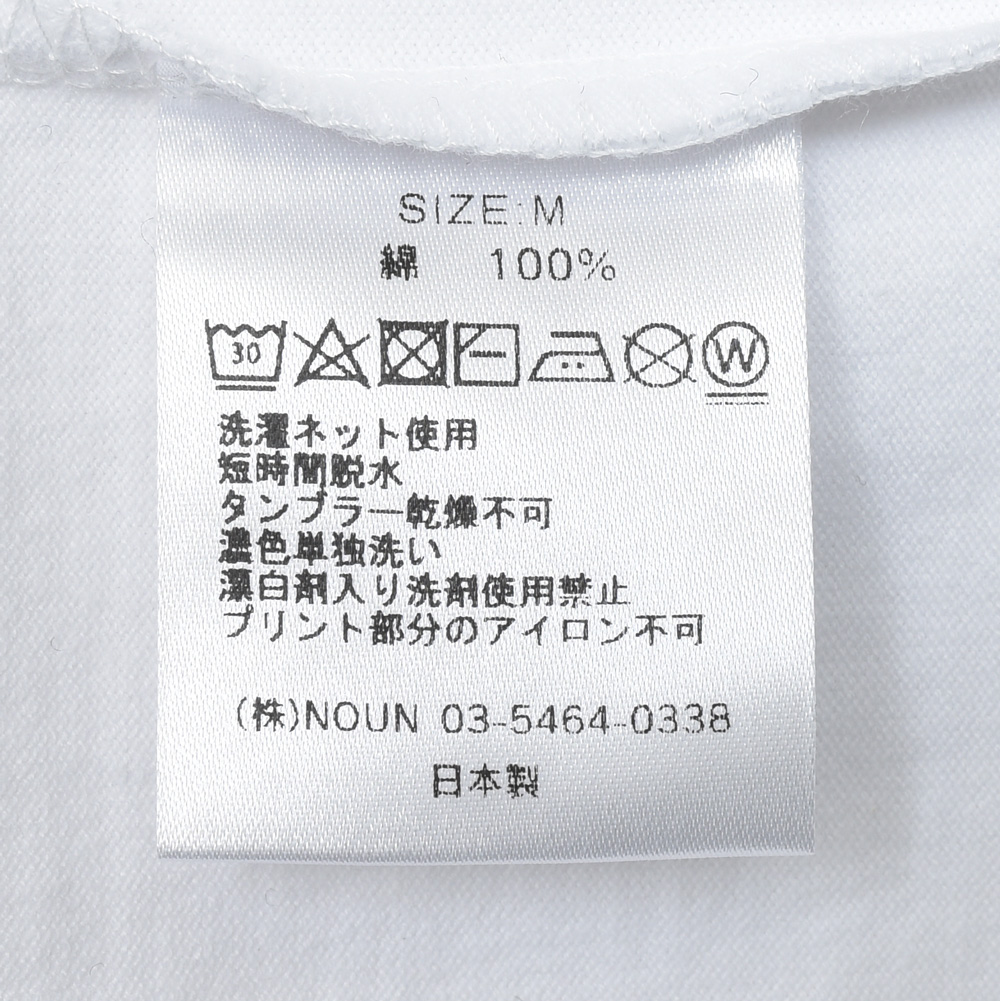 SIZE:M
綿 100%
30
W
洗濯ネット使用
短時間脱水
タンブラー乾燥不可
濃色単独洗い
漂白剤入り洗剤使用禁止
プリント部分のアイロン不可
(株)NOUN 03-5464-0338
日本製